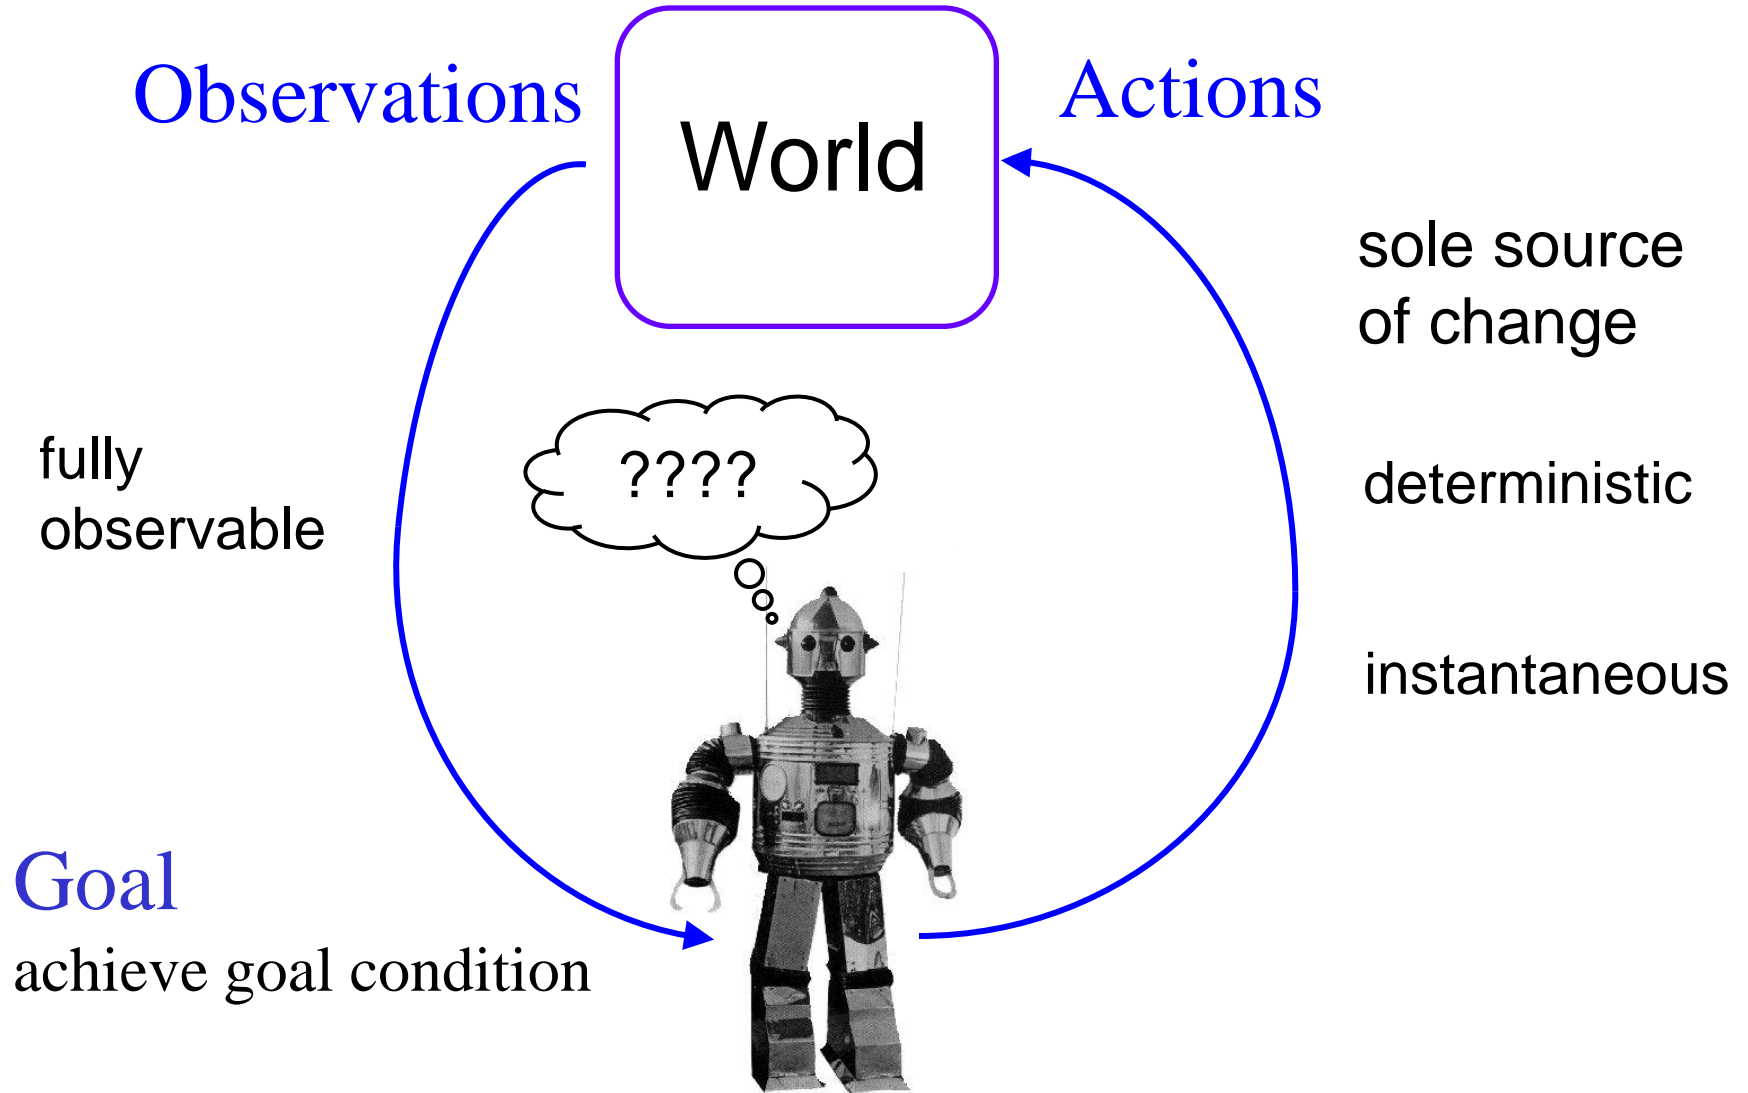 Observations
World
Actions
sole source
of change
fully
observable
????
deterministic
instantaneous
Goal
achieve goal condition